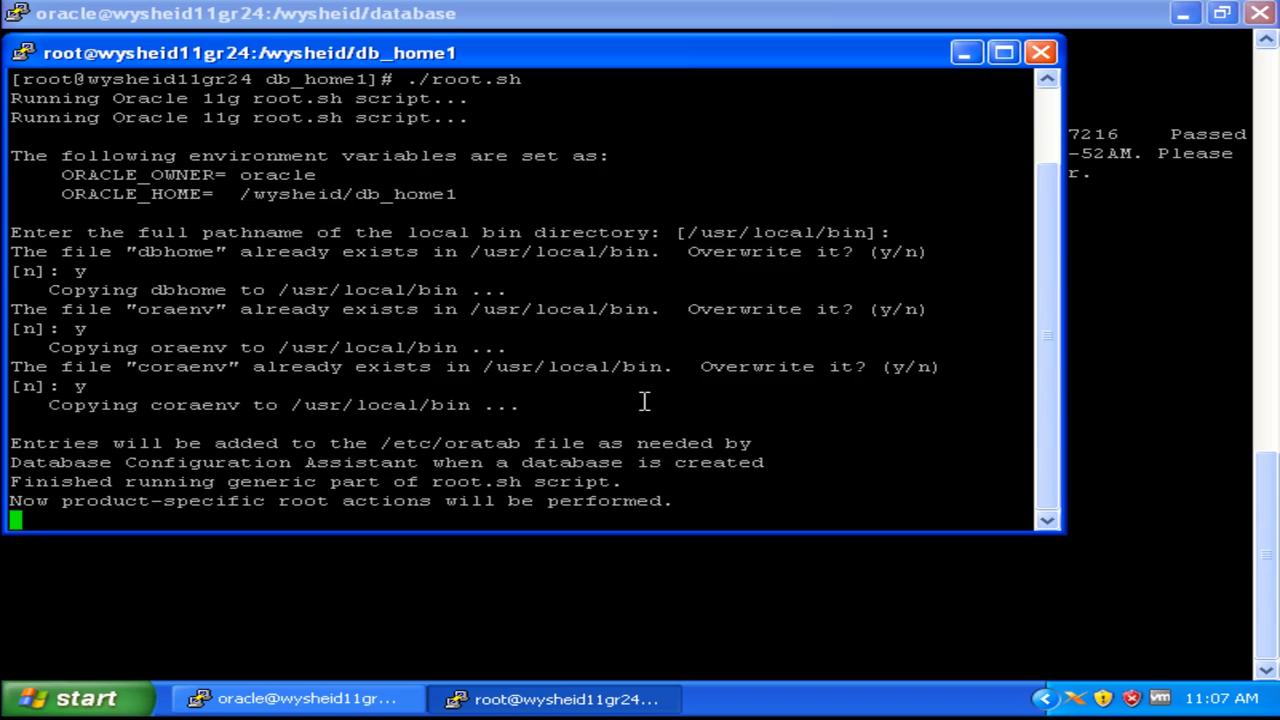 oracle@wysheid11gr24:/wysheid/database
root@wysheid11gr24:/wysheid/db_home1
[root@wysheid11gr24 db_home1]# ./root.sh
Running Oracle 11g root.sh script...
Running Oracle 11g root.sh script...
7216    Passed
-52AM. Please
r.
The following environment variables are set as:
    ORACLE_OWNER= oracle
    ORACLE_HOME=  /wysheid/db_home1
Enter the full pathname of the local bin directory: [/usr/local/bin]:
The file "dbhome" already exists in /usr/local/bin.  Overwrite it? (y/n)
[n]: y
   Copying dbhome to /usr/local/bin ...
The file "oraenv" already exists in /usr/local/bin.  Overwrite it? (y/n)
[n]: y
   Copying oraenv to /usr/local/bin ...
The file "coraenv" already exists in /usr/local/bin.  Overwrite it? (y/n)
[n]: y
   Copying coraenv to /usr/local/bin ...
Entries will be added to the /etc/oratab file as needed by
Database Configuration Assistant when a database is created
Finished running generic part of root.sh script.
Now product-specific root actions will be performed.
start
oracle@wysheid11gr...
root@wysheid11gr24...
vm
11:07 AM